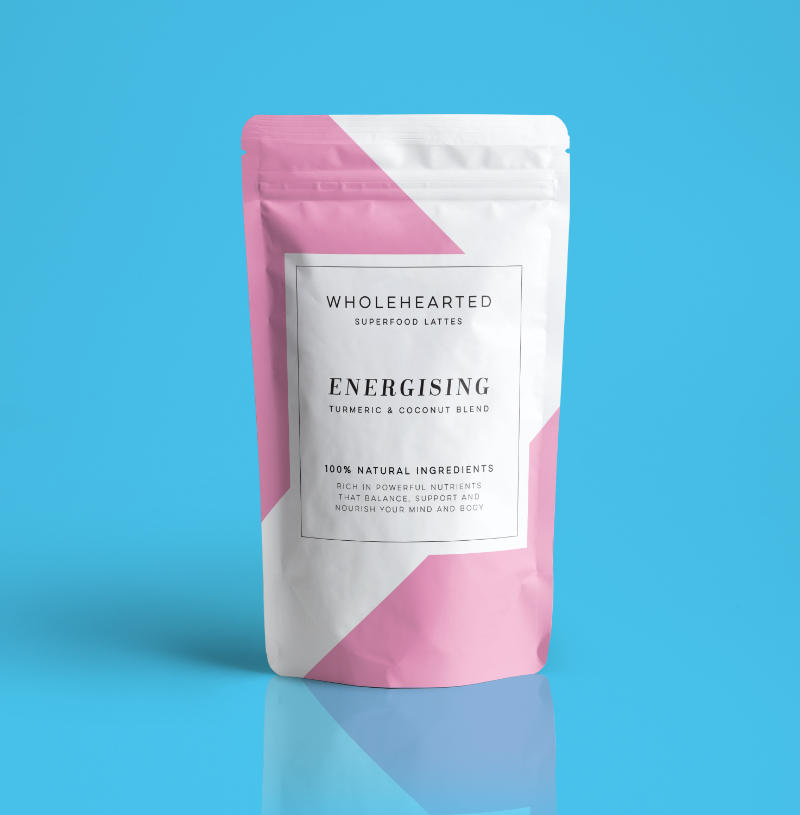 WHOLEHEARTED
SUPERFOOD LATTES
ENERGISING
TURMERIC & COCONUT BLEND
100% NATURAL INGREDIENTS
RICH IN POWERFUL NUTRIENTS
THAT BALANCE, SUPPORT AND
NOURISH YOUR MIND AND BODY